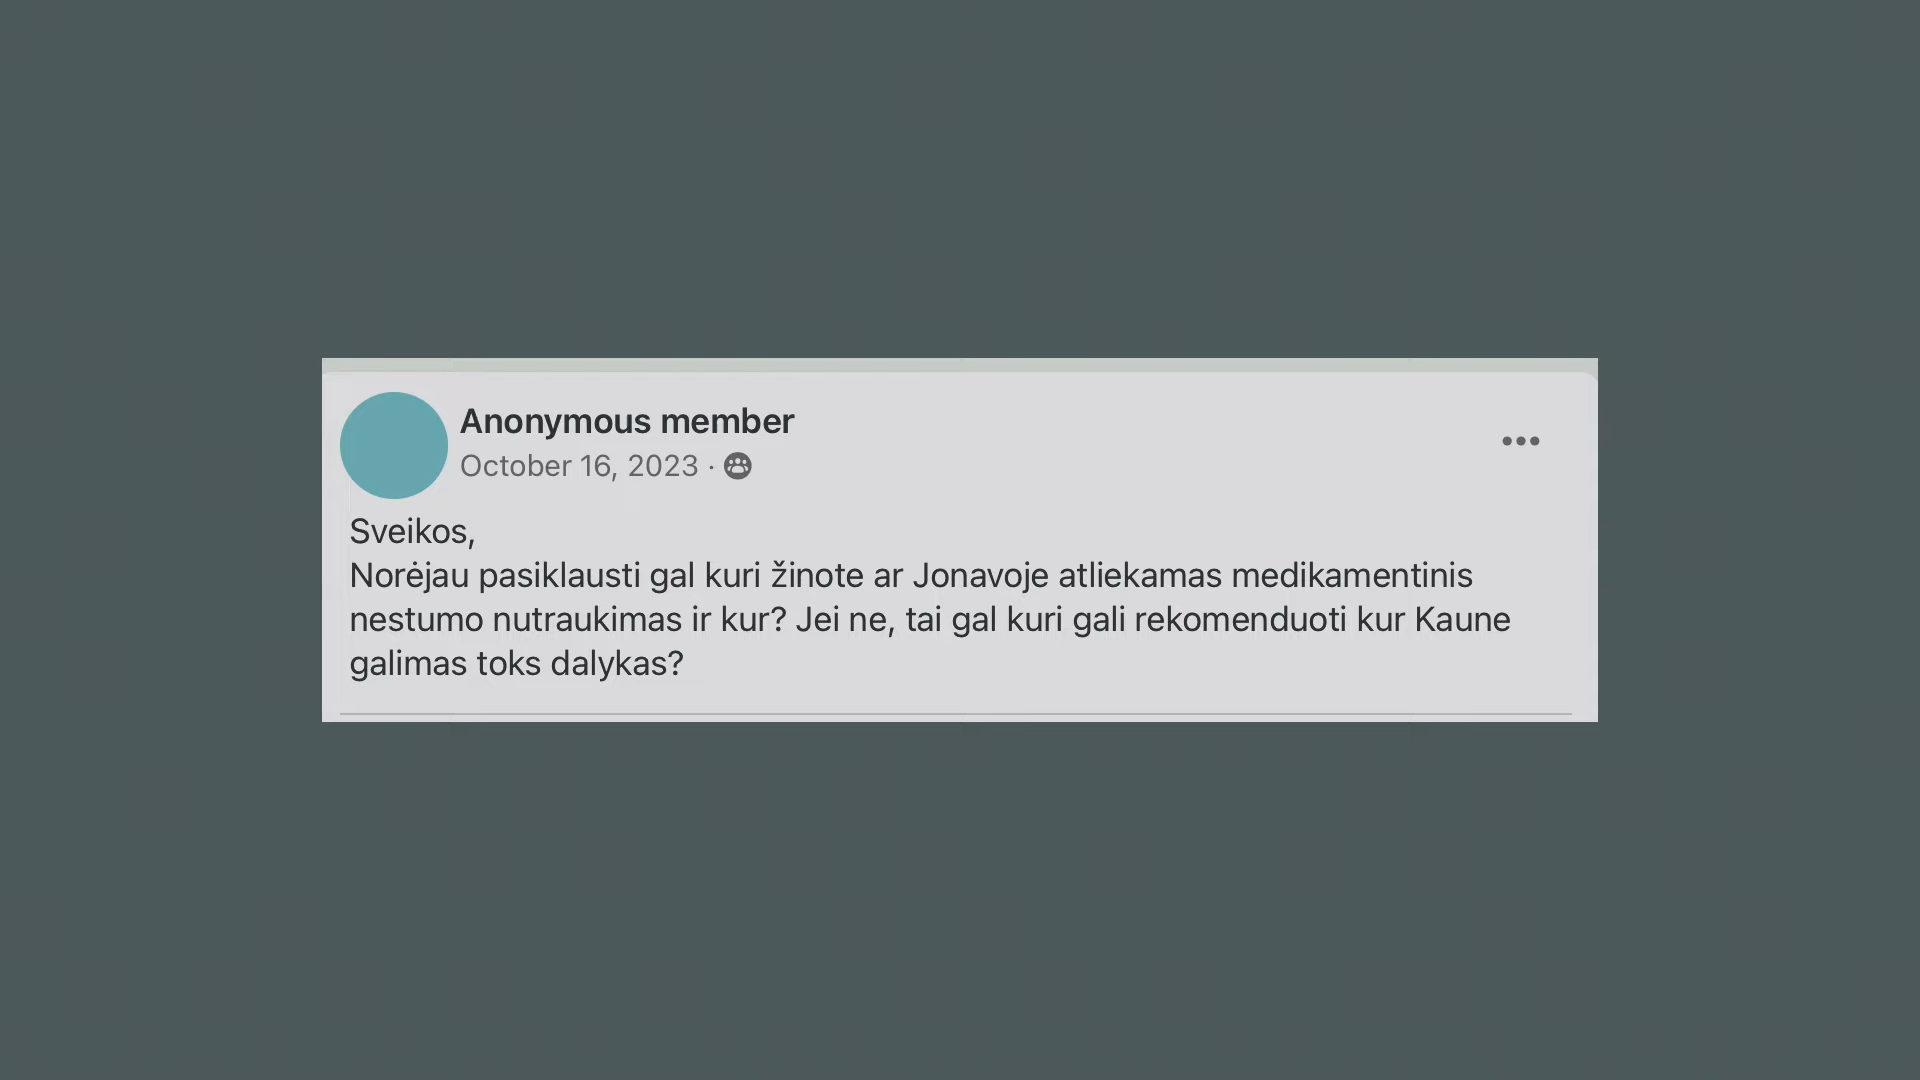 Anonymous member
October 16, 2023 ·
Sveikos,
Norėjau pasiklausti gal kuri žinote ar Jonavoje atliekamas medikamentinis
nestumo nutraukimas ir kur? Jei ne, tai gal kuri gali rekomenduoti kur Kaune
galimas toks dalykas?